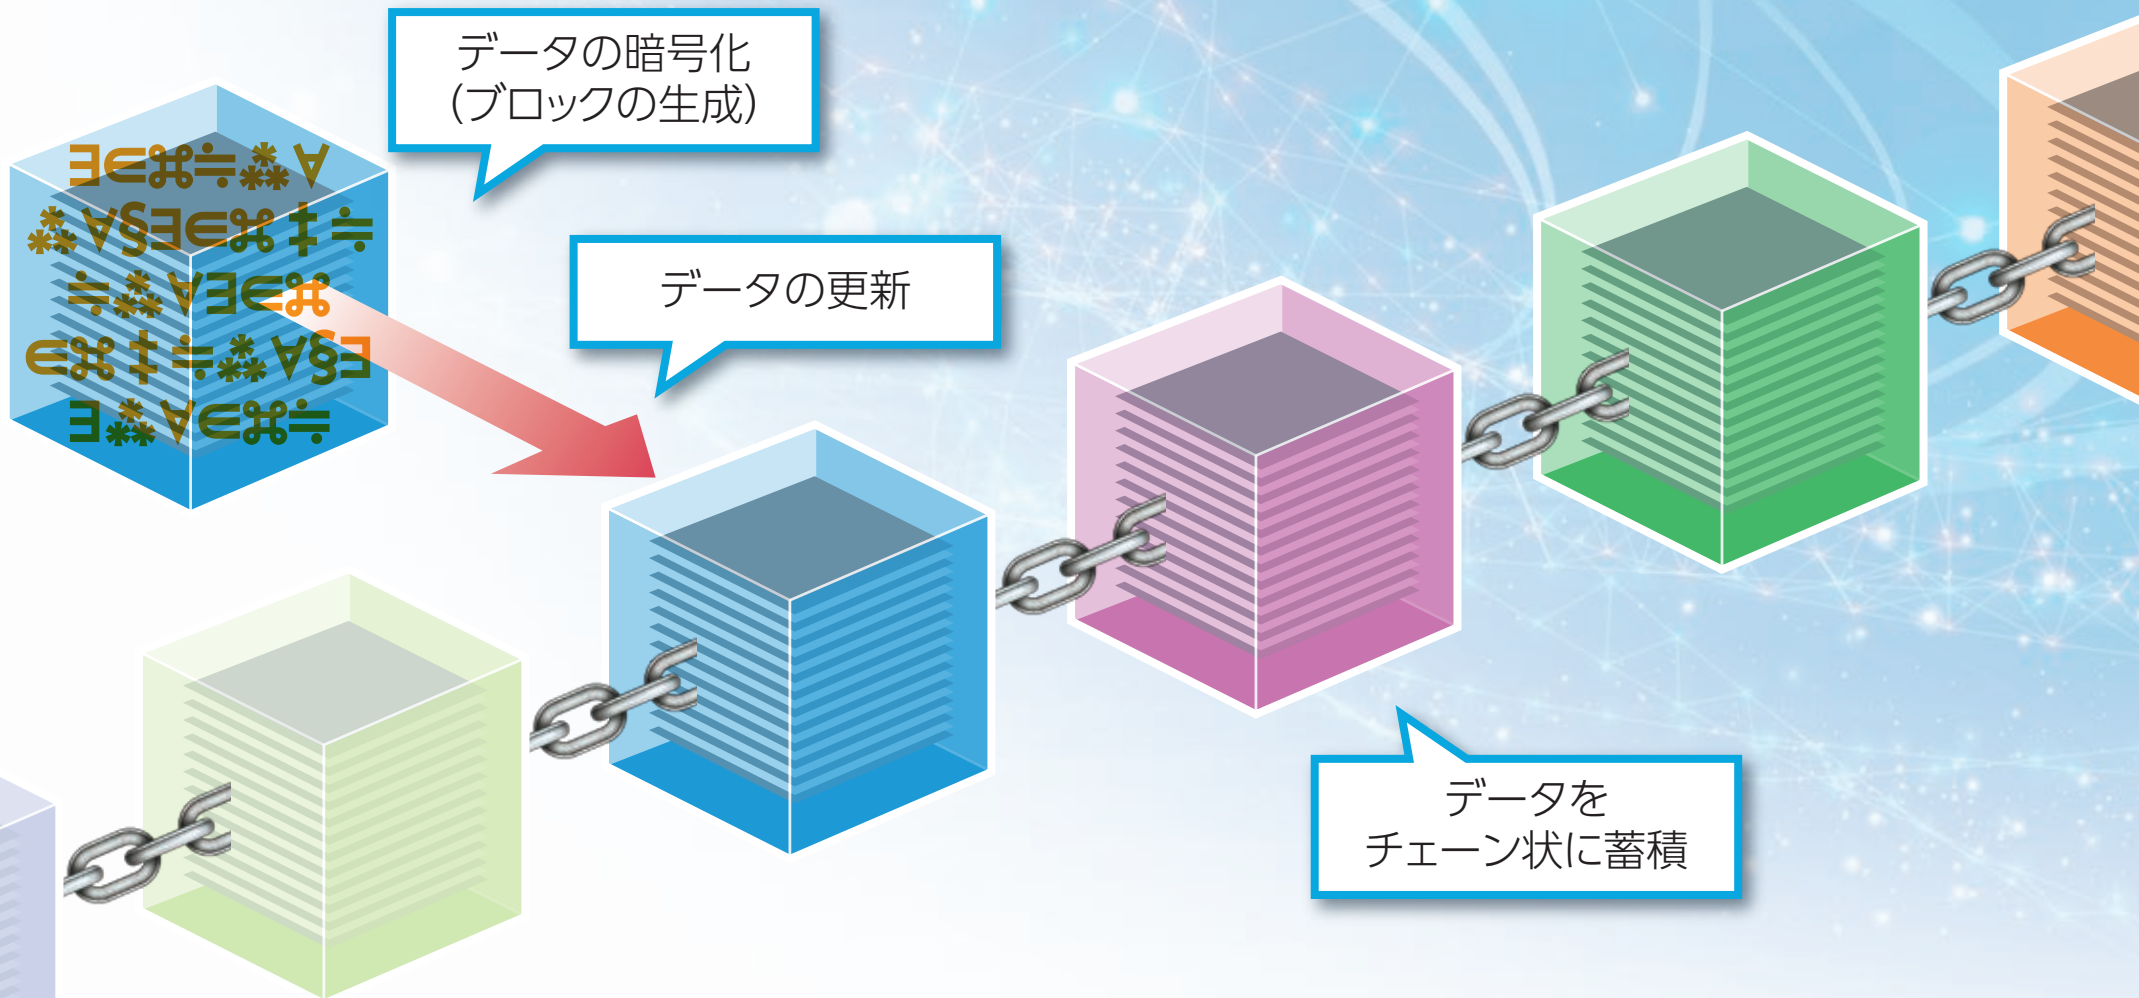 データの暗号化
(ブロックの生成)
∃∈⌘≒⁂∀
⁂∀§∃∈⌘‡≒
≒⁂∀∃∈⌘
∈⌘‡≒⁂∀§∃
∃⁂∀∈⌘≒
データの更新
データを
チェーン状に蓄積